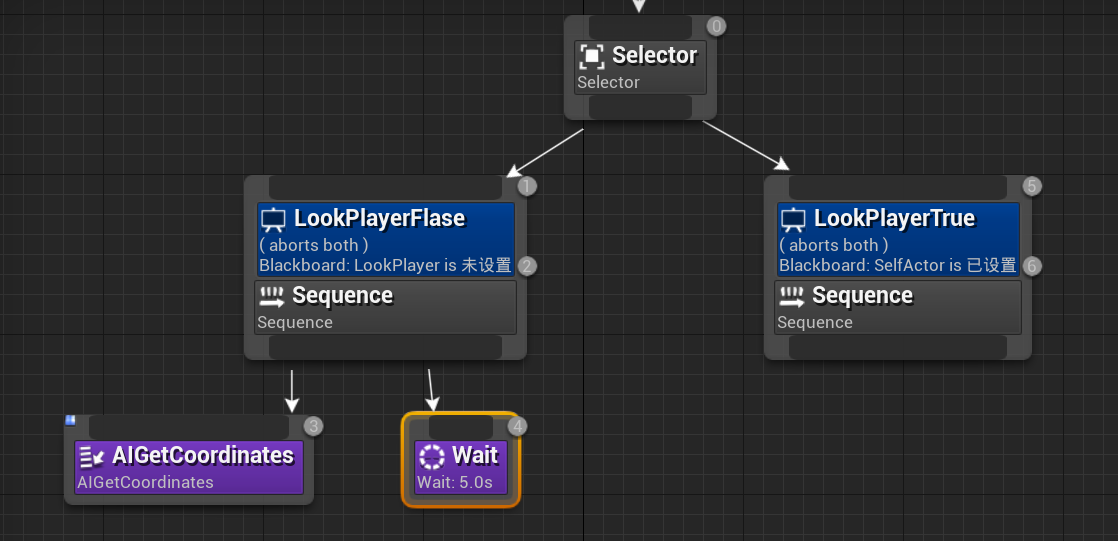 0
Selector
Selector
1
LookPlayerFlase
( aborts both )
Blackboard: LookPlayer is 未设置
2
Sequence
Sequence
5
LookPlayerTrue
( aborts both )
Blackboard: SelfActor is 已设置
6
Sequence
Sequence
3
AIGetCoordinates
AIGetCoordinates
4
Wait
Wait: 5.0s